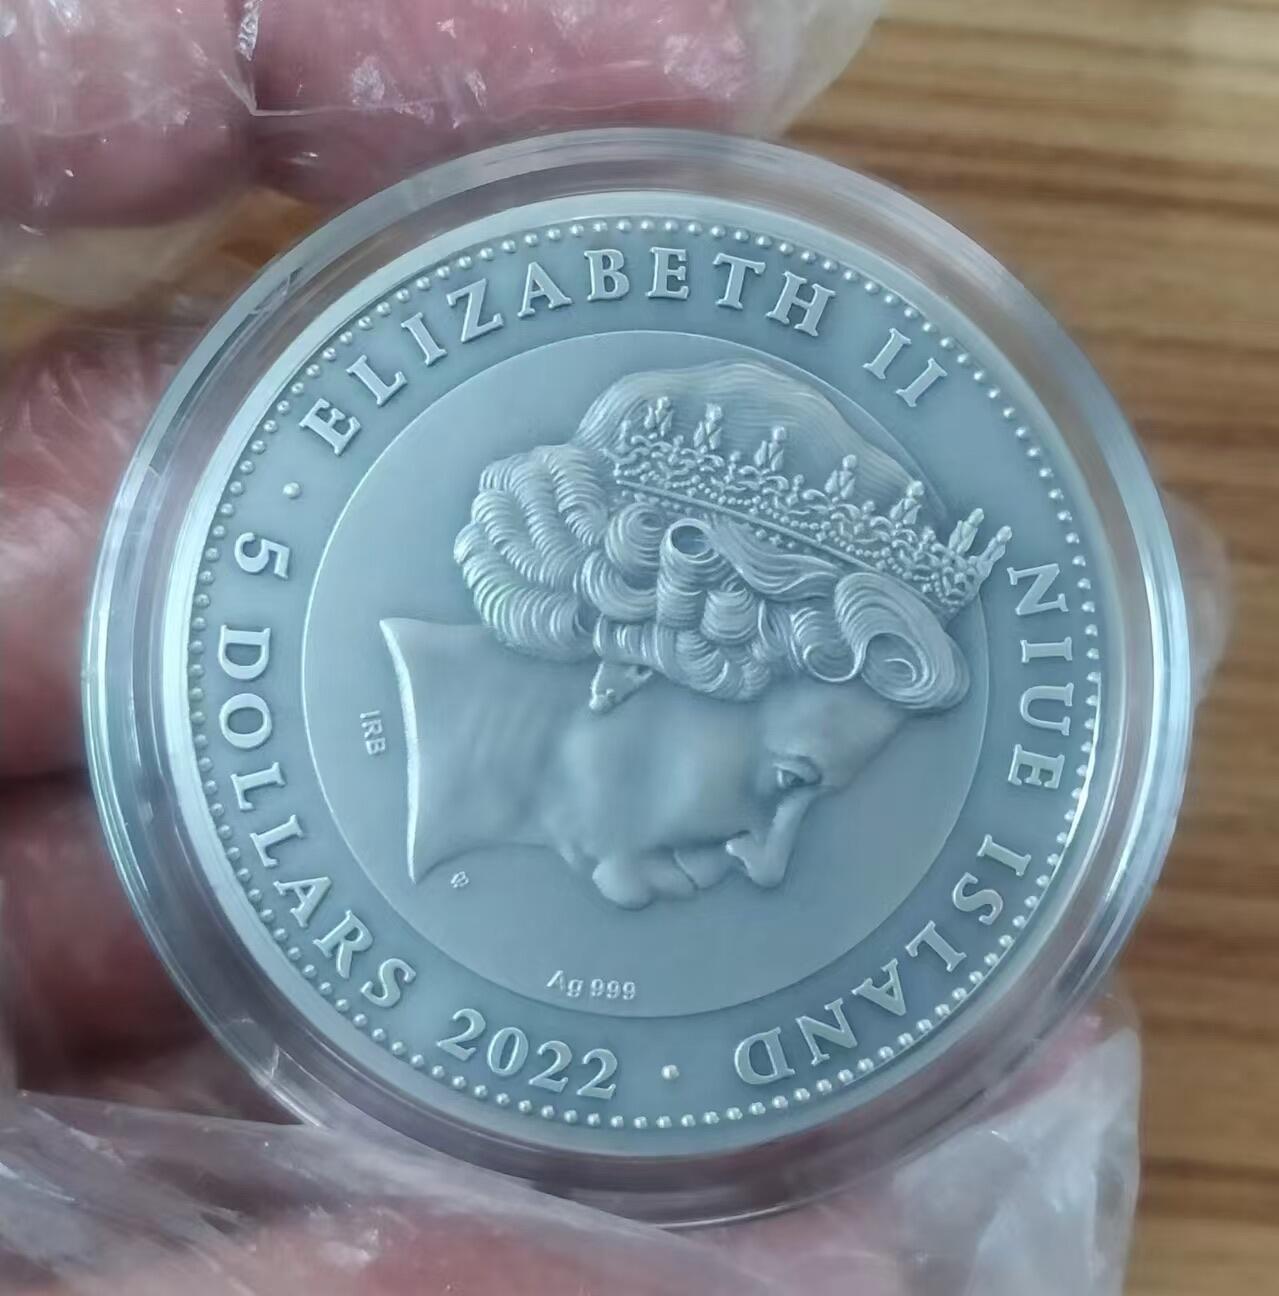 ELIZABETH II
NIUE ISLAND
· 5 DOLLARS 2022 ·
IRB
Ag 999